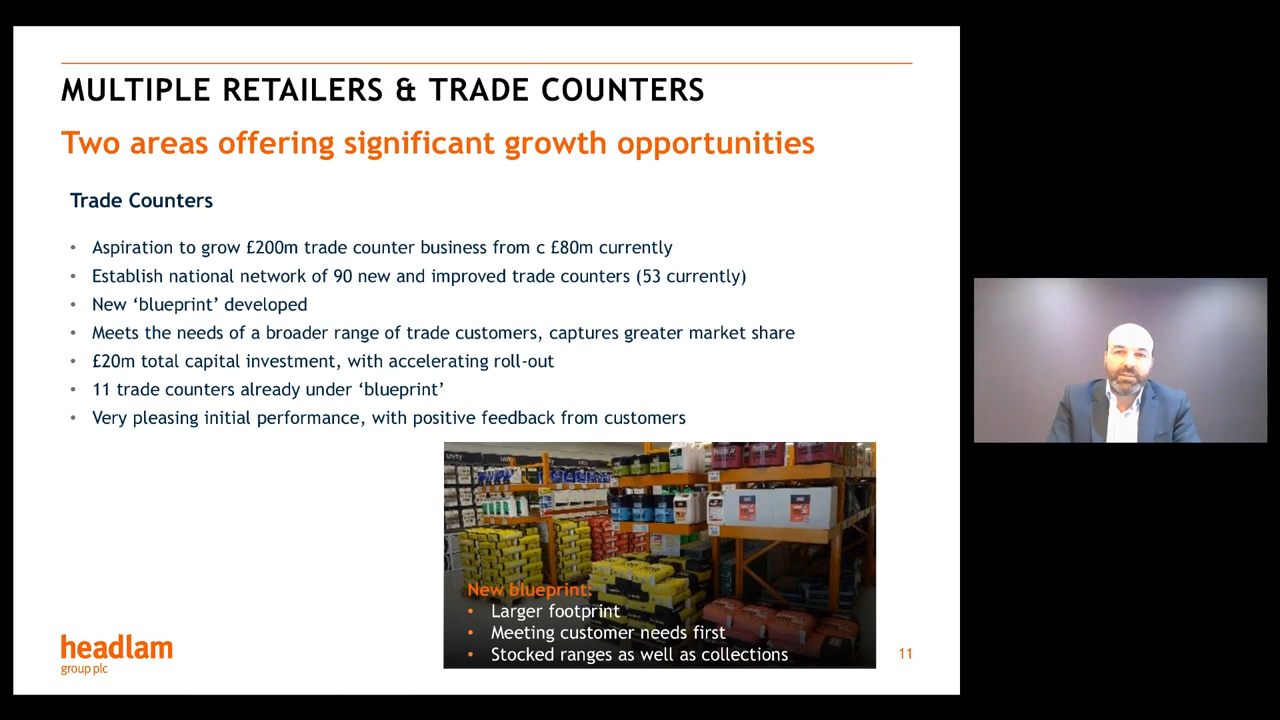 MULTIPLE RETAILERS & TRADE COUNTERS
Two areas offering significant growth opportunities
Trade Counters
• Aspiration to grow £200m trade counter business from c £80m currently
• Establish national network of 90 new and improved trade counters (53 currently)
• New ‘blueprint’ developed
• Meets the needs of a broader range of trade customers, captures greater market share
• £20m total capital investment, with accelerating roll-out
• 11 trade counters already under ‘blueprint’
• Very pleasing initial performance, with positive feedback from customers
unity
New blueprint:
• Larger footprint
• Meeting customer needs first
• Stocked ranges as well as collections
headlam
group plc
11